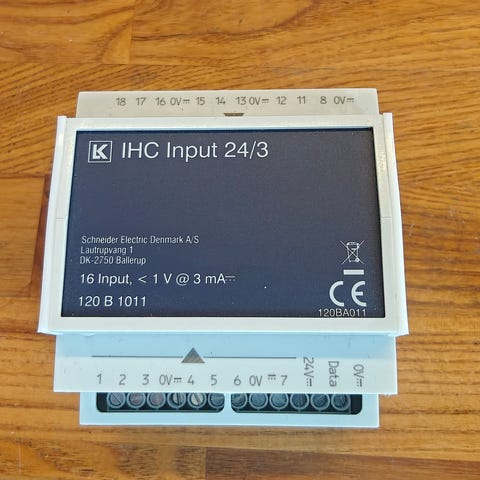 18 17 16 0V⎓ 15 14 13 0V⎓ 12 11 8 0V⎓
LK IHC Input 24/3
Schneider Electric Denmark A/S
Lautrupvang 1
DK-2750 Ballerup
16 Input, < 1 V @ 3 mA⎓
CE
120 B 1011
120BA011
1 2 3 0V⎓ 4 5 6 0V⎓ 7 24V⎓ Data 0V⎓